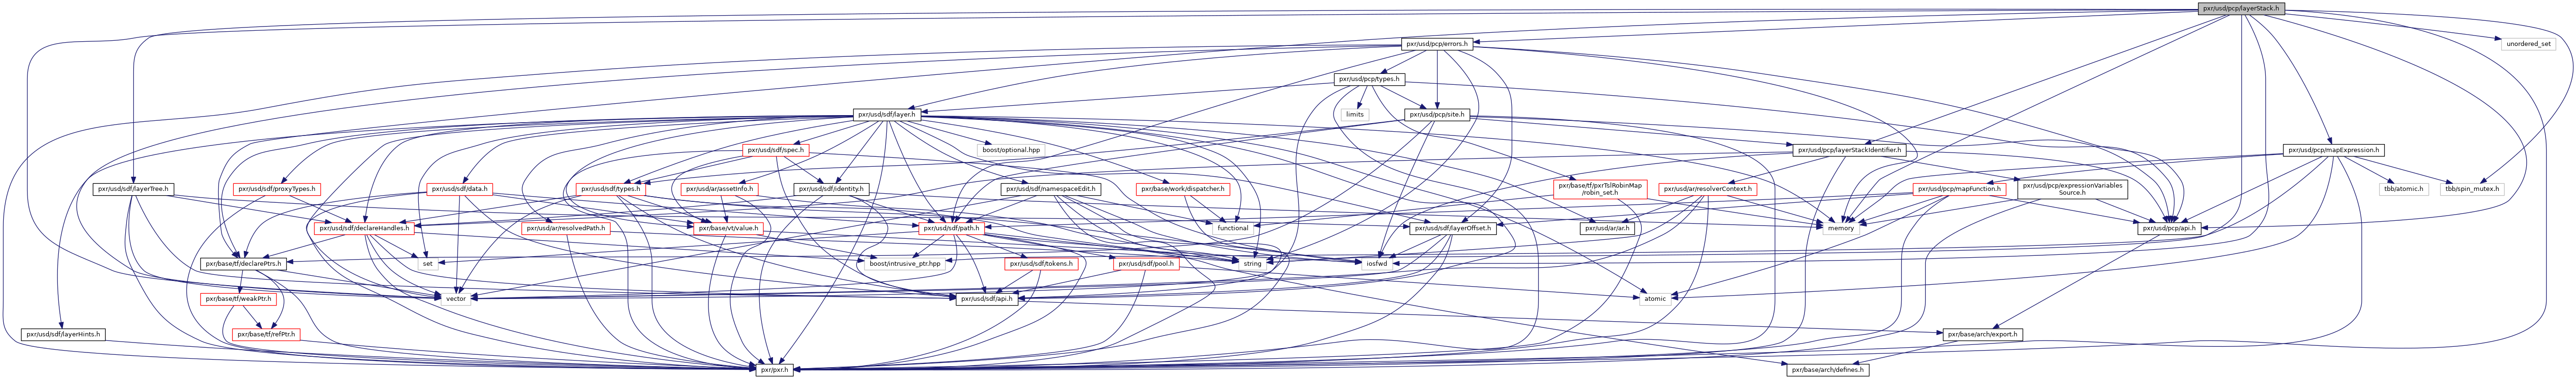 pxr/usd/pcp/layerStack.h
pxr/usd/pcp/errors.h
unordered_set
pxr/usd/pcp/types.h
pxr/usd/sdf/layer.h
limits
pxr/usd/pcp/site.h
pxr/usd/sdf/spec.h
boost/optional.hpp
pxr/usd/pcp/layerStackIdentifier.h
pxr/usd/pcp/mapExpression.h
pxr/usd/sdf/layerTree.h
pxr/usd/sdf/proxyTypes.h
pxr/usd/sdf/data.h
pxr/usd/sdf/types.h
pxr/usd/ar/assetInfo.h
pxr/usd/sdf/identity.h
pxr/usd/sdf/namespaceEdit.h
pxr/base/work/dispatcher.h
pxr/base/tf/pxrTslRobinMap
/robin_set.h
pxr/usd/ar/resolverContext.h
pxr/usd/pcp/mapFunction.h
pxr/usd/pcp/expressionVariables
Source.h
tbb/atomic.h
tbb/spin_mutex.h
pxr/usd/sdf/declareHandles.h
pxr/usd/ar/resolvedPath.h
pxr/base/vt/value.h
pxr/usd/sdf/path.h
functional
pxr/usd/sdf/layerOffset.h
pxr/usd/ar/ar.h
memory
pxr/usd/pcp/api.h
pxr/base/tf/declarePtrs.h
set
boost/intrusive_ptr.hpp
pxr/usd/sdf/tokens.h
pxr/usd/sdf/pool.h
string
iosfwd
pxr/base/tf/weakPtr.h
vector
pxr/usd/sdf/api.h
atomic
pxr/usd/sdf/layerHints.h
pxr/base/tf/refPtr.h
pxr/base/arch/export.h
pxr/pxr.h
pxr/base/arch/defines.h